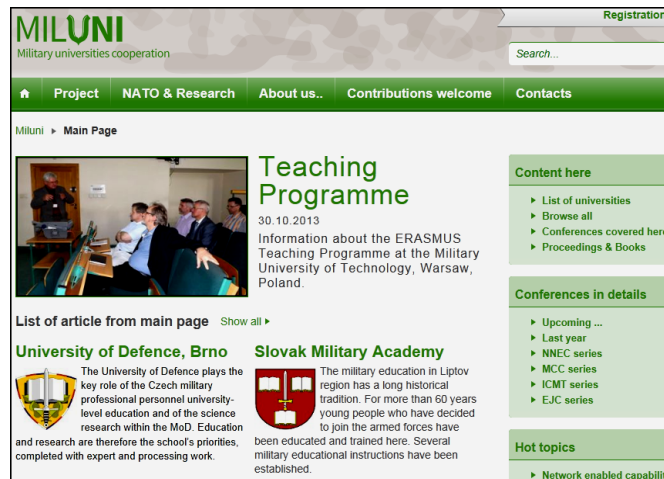 MILUNI
Military universities cooperation
Registration
Search...
Project
NATO & Research
About us..
Contributions welcome
Contacts
Miluni
Main Page
Teaching
Programme
30.10.2013
Information about the ERASMUS
Teaching Programme at the Military
University of Technology, Warsaw,
Poland.
List of article from main page Show all
University of Defence, Brno
The University of Defence plays the
key role of the Czech military
professional personnel university-
level education and of the science
research within the MoD. Education
and research are therefore the school's priorities,
completed with expert and processing work.
Slovak Military Academy
The military education in Liptov
region has a long historical
tradition. For more than 60 years
young people who have decided
to join the armed forces have
been educated and trained here. Several
military educational instructions have been
established.
Content here
List of universities
Browse all
Conferences covered here
Proceedings & Books
Conferences in details
Upcoming ...
Last year
NNEC series
MCC series
ICMT series
EJC series
Hot topics
Network enabled capabilit